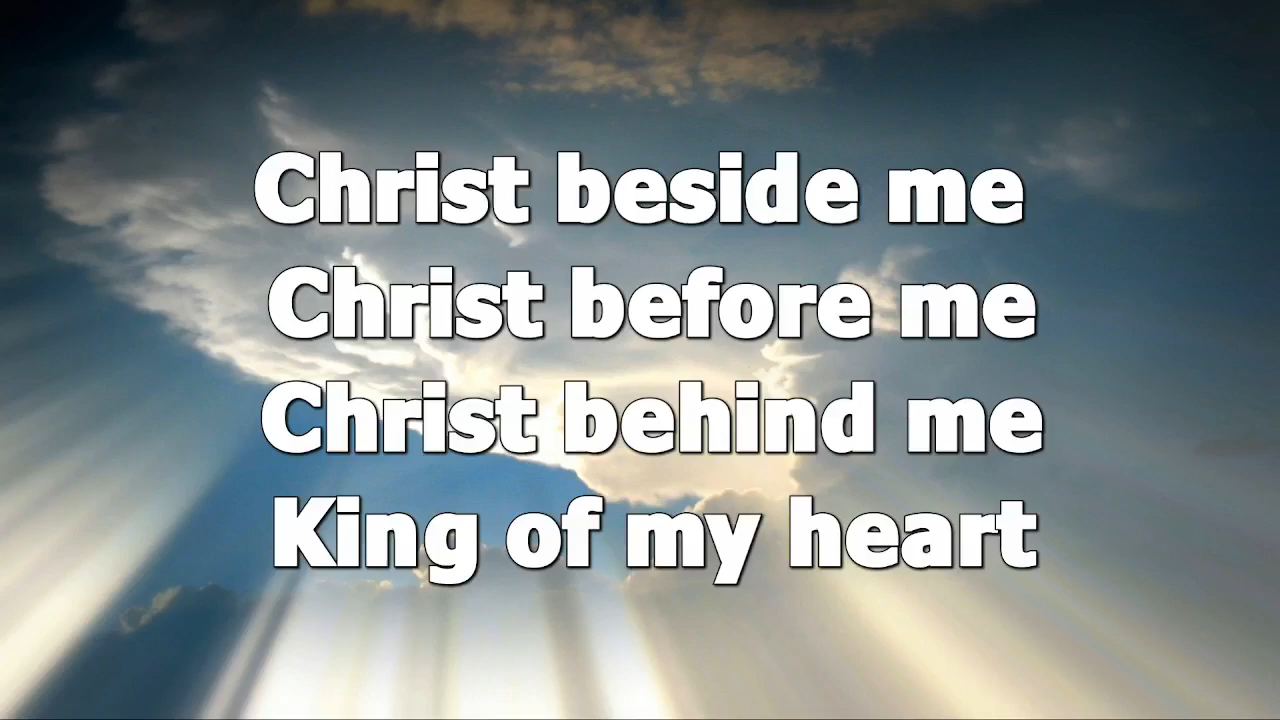 Christ beside me
Christ before me
Christ behind me
King of my heart